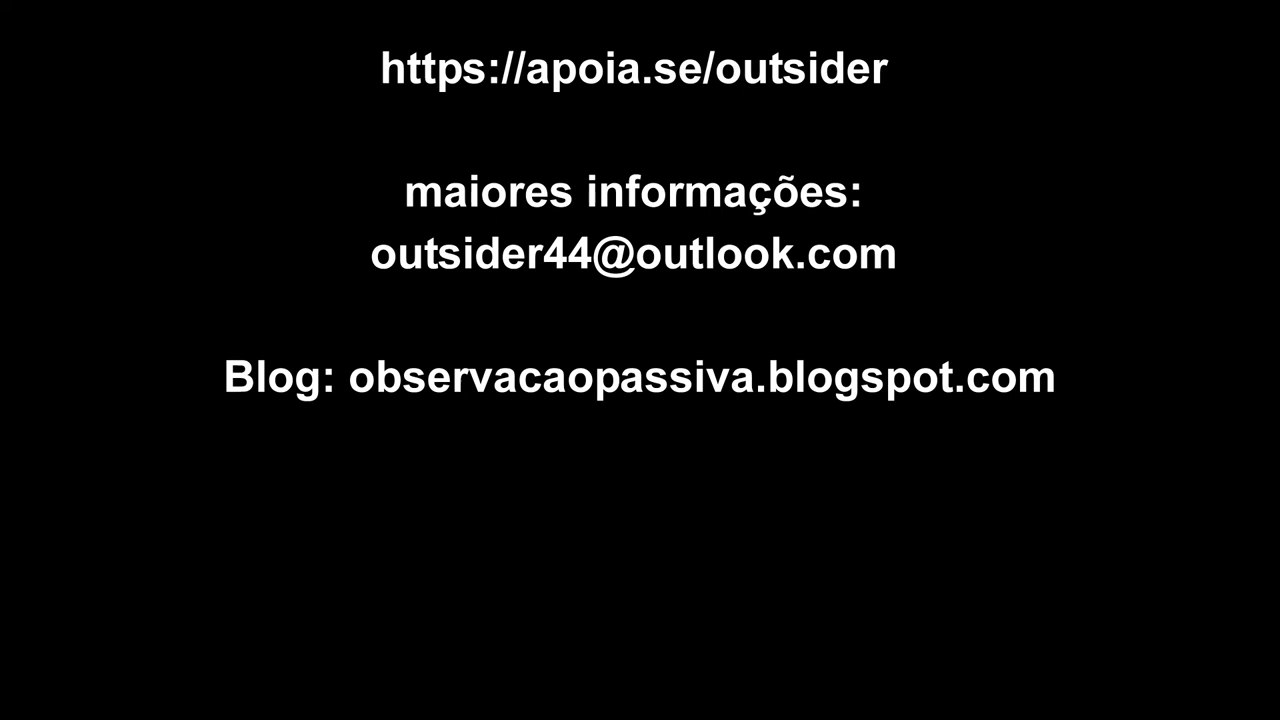 https://apoia.se/outsider
maiores informações:
outsider44@outlook.com
Blog: observacaopassiva.blogspot.com